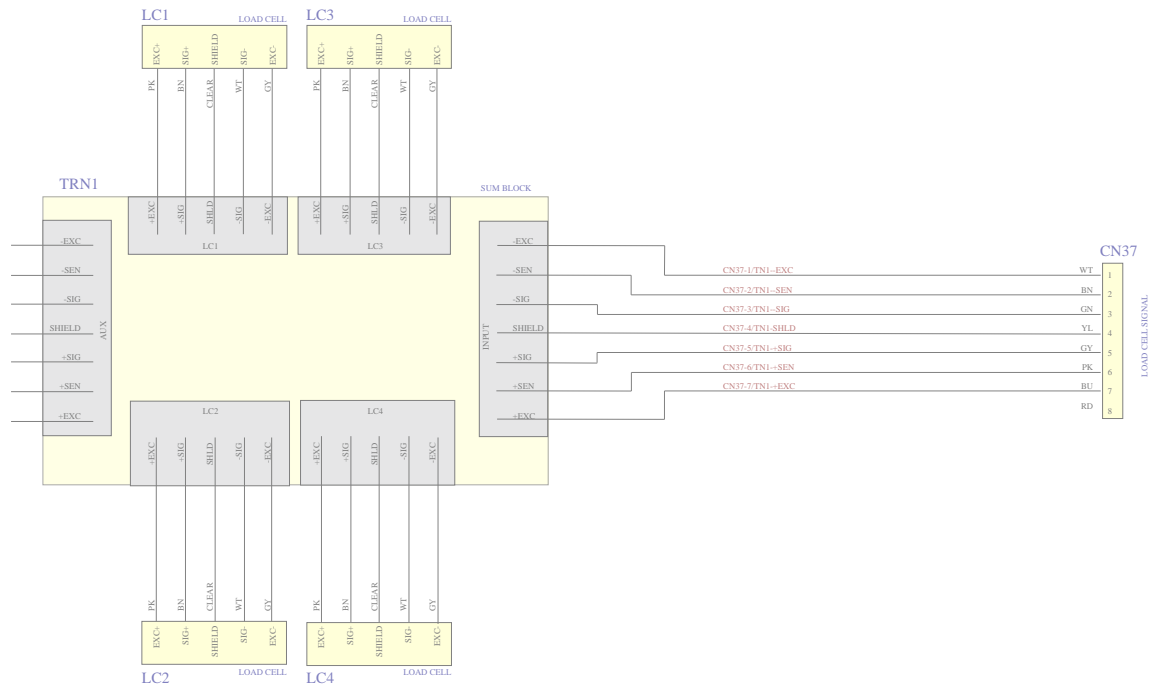 LC1
LOAD CELL
LC3
LOAD CELL
EXC+
SIG+
SHIELD
SIG-
EXC-
EXC+
SIG+
SHIELD
SIG-
EXC-
PK
BN
CLEAR
WT
GY
PK
BN
CLEAR
WT
GY
TRN1
SUM BLOCK
+EXC
+SIG
SHLD
-SIG
-EXC
+EXC
+SIG
SHLD
-SIG
-EXC
LC1
LC3
-EXC
-SEN
-SIG
SHIELD
+SIG
+SEN
+EXC
AUX
-EXC
-SEN
-SIG
SHIELD
+SIG
+SEN
+EXC
INPUT
CN37
CN37-1/TN1--EXC
WT
1
CN37-2/TN1--SEN
BN
2
CN37-3/TN1--SIG
GN
3
CN37-4/TN1-SHLD
YL
4
CN37-5/TN1-+SIG
GY
5
CN37-6/TN1-+SEN
PK
6
CN37-7/TN1-+EXC
BU
7
RD
8
LOAD CELL SIGNAL
LC2
LC4
+EXC
+SIG
SHLD
-SIG
-EXC
+EXC
+SIG
SHLD
-SIG
-EXC
PK
BN
CLEAR
WT
GY
PK
BN
CLEAR
WT
GY
EXC+
SIG+
SHIELD
SIG-
EXC-
EXC+
SIG+
SHIELD
SIG-
EXC-
LC2
LOAD CELL
LC4
LOAD CELL